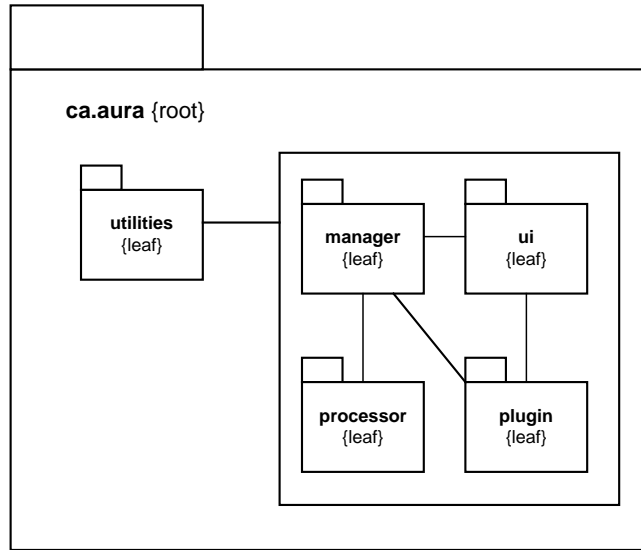 ca.aura {root}
utilities
{leaf}
manager
{leaf}
ui
{leaf}
processor
{leaf}
plugin
{leaf}